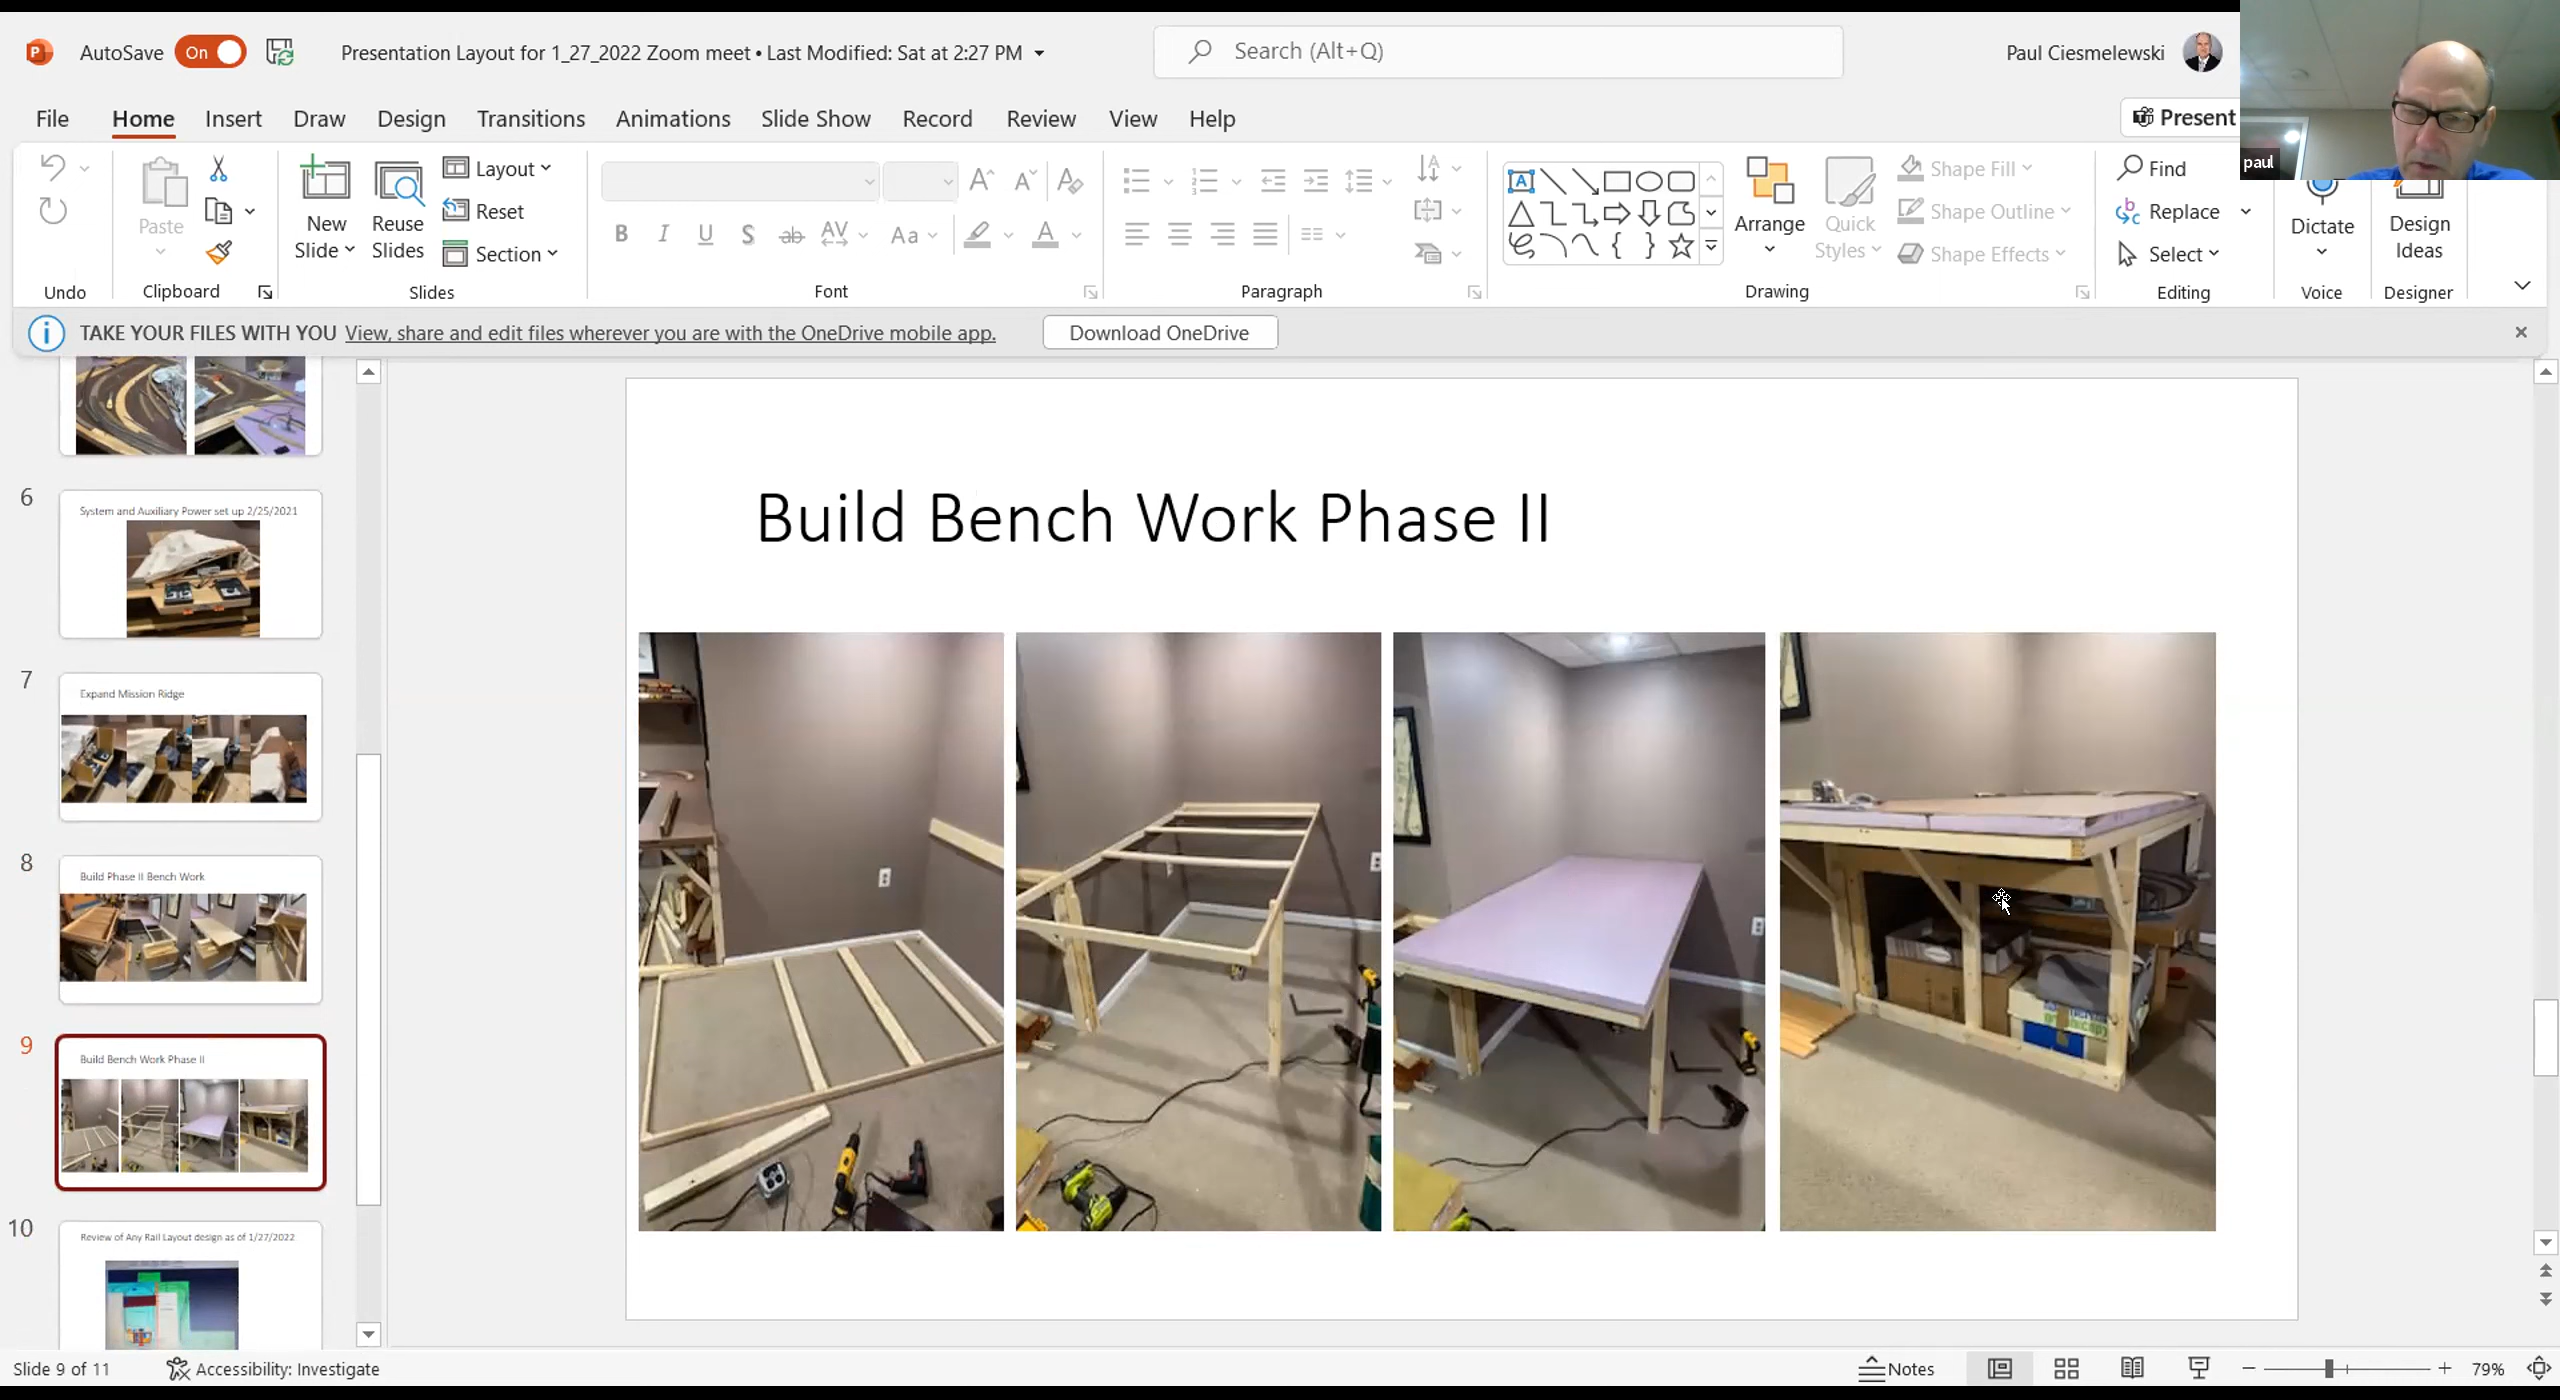 AutoSave On Presentation Layout for 1_27_2022 Zoom meet • Last Modified: Sat at 2:27 PM Search (Alt+Q) Paul Ciesmelewski
File Home Insert Draw Design Transitions Animations Slide Show Record Review View Help Present
paul
Paste
New Slide
Reuse Slides
Layout
Reset
Section
Arrange
Quick Styles
Shape Fill
Shape Outline
Shape Effects
Find
Replace
Select
Dictate
Design Ideas
Undo Clipboard Slides Font Paragraph Drawing Editing Voice Designer
TAKE YOUR FILES WITH YOU View, share and edit files wherever you are with the OneDrive mobile app. Download OneDrive
6
System and Auxiliary Power set up 2/25/2021
7
Expand Mission Ridge
8
Build Phase II Bench Work
9
Build Bench Work Phase II
10
Review of Any Rail Layout design as of 1/27/2022
Build Bench Work Phase II
Slide 9 of 11 Accessibility: Investigate Notes 79%